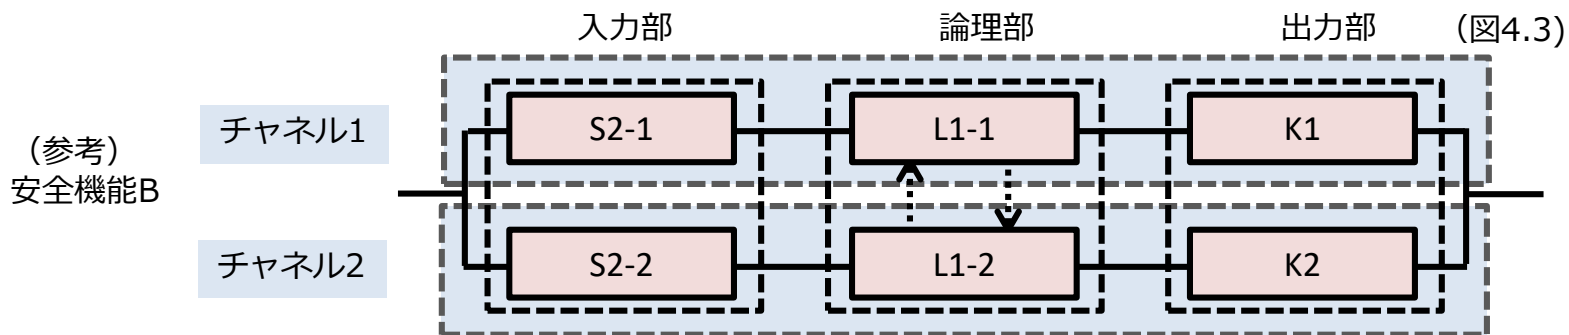 入力部 論理部 出力部 （図4.3)
チャネル1 S2-1 L1-1 K1
（参考）
安全機能B
チャネル2 S2-2 L1-2 K2